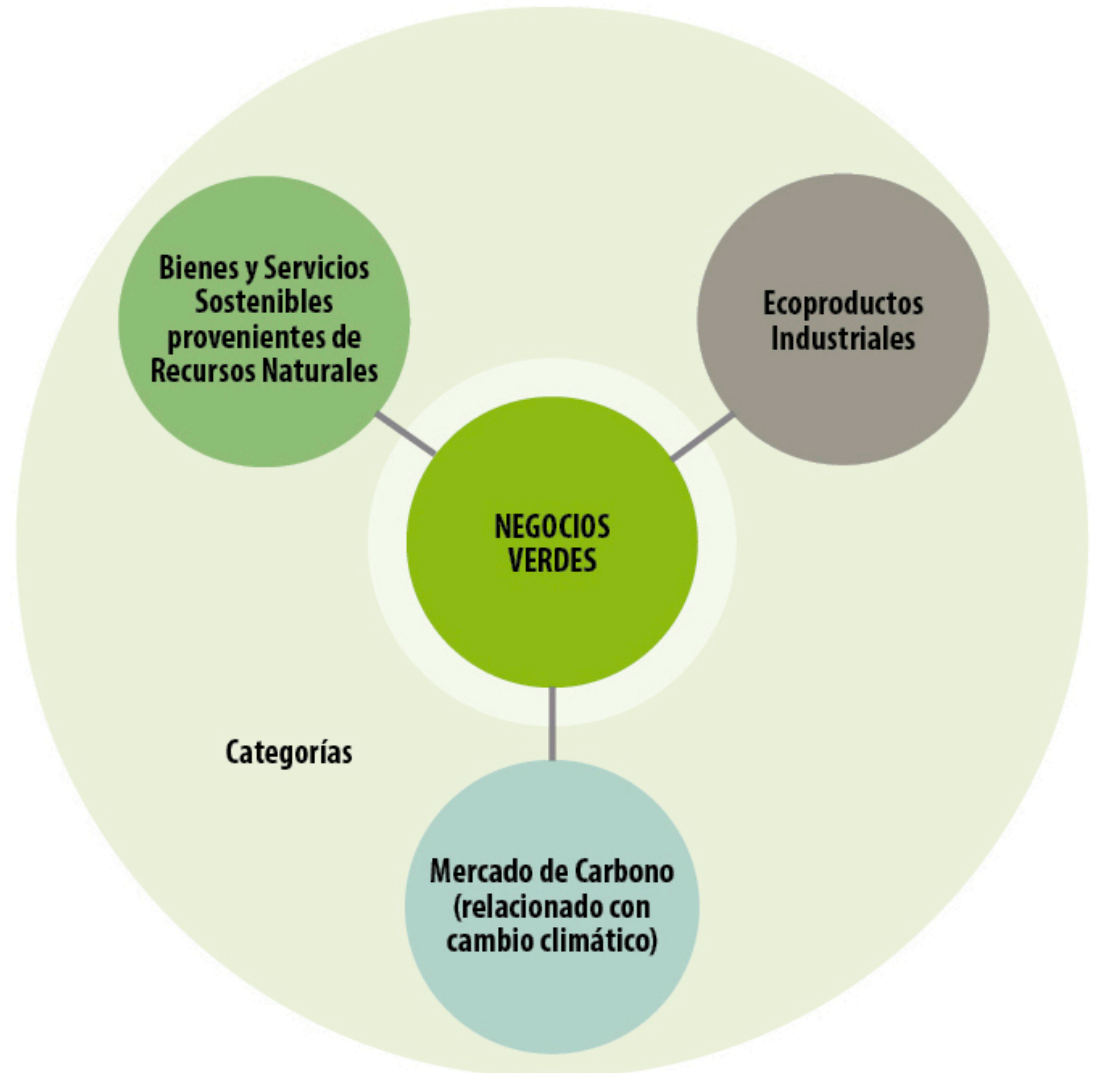 Bienes y Servicios
Sostenibles
provenientes de
Recursos Naturales
Ecoproductos
Industriales
NEGOCIOS
VERDES
Categorías
Mercado de Carbono
(relacionado con
cambio climático)